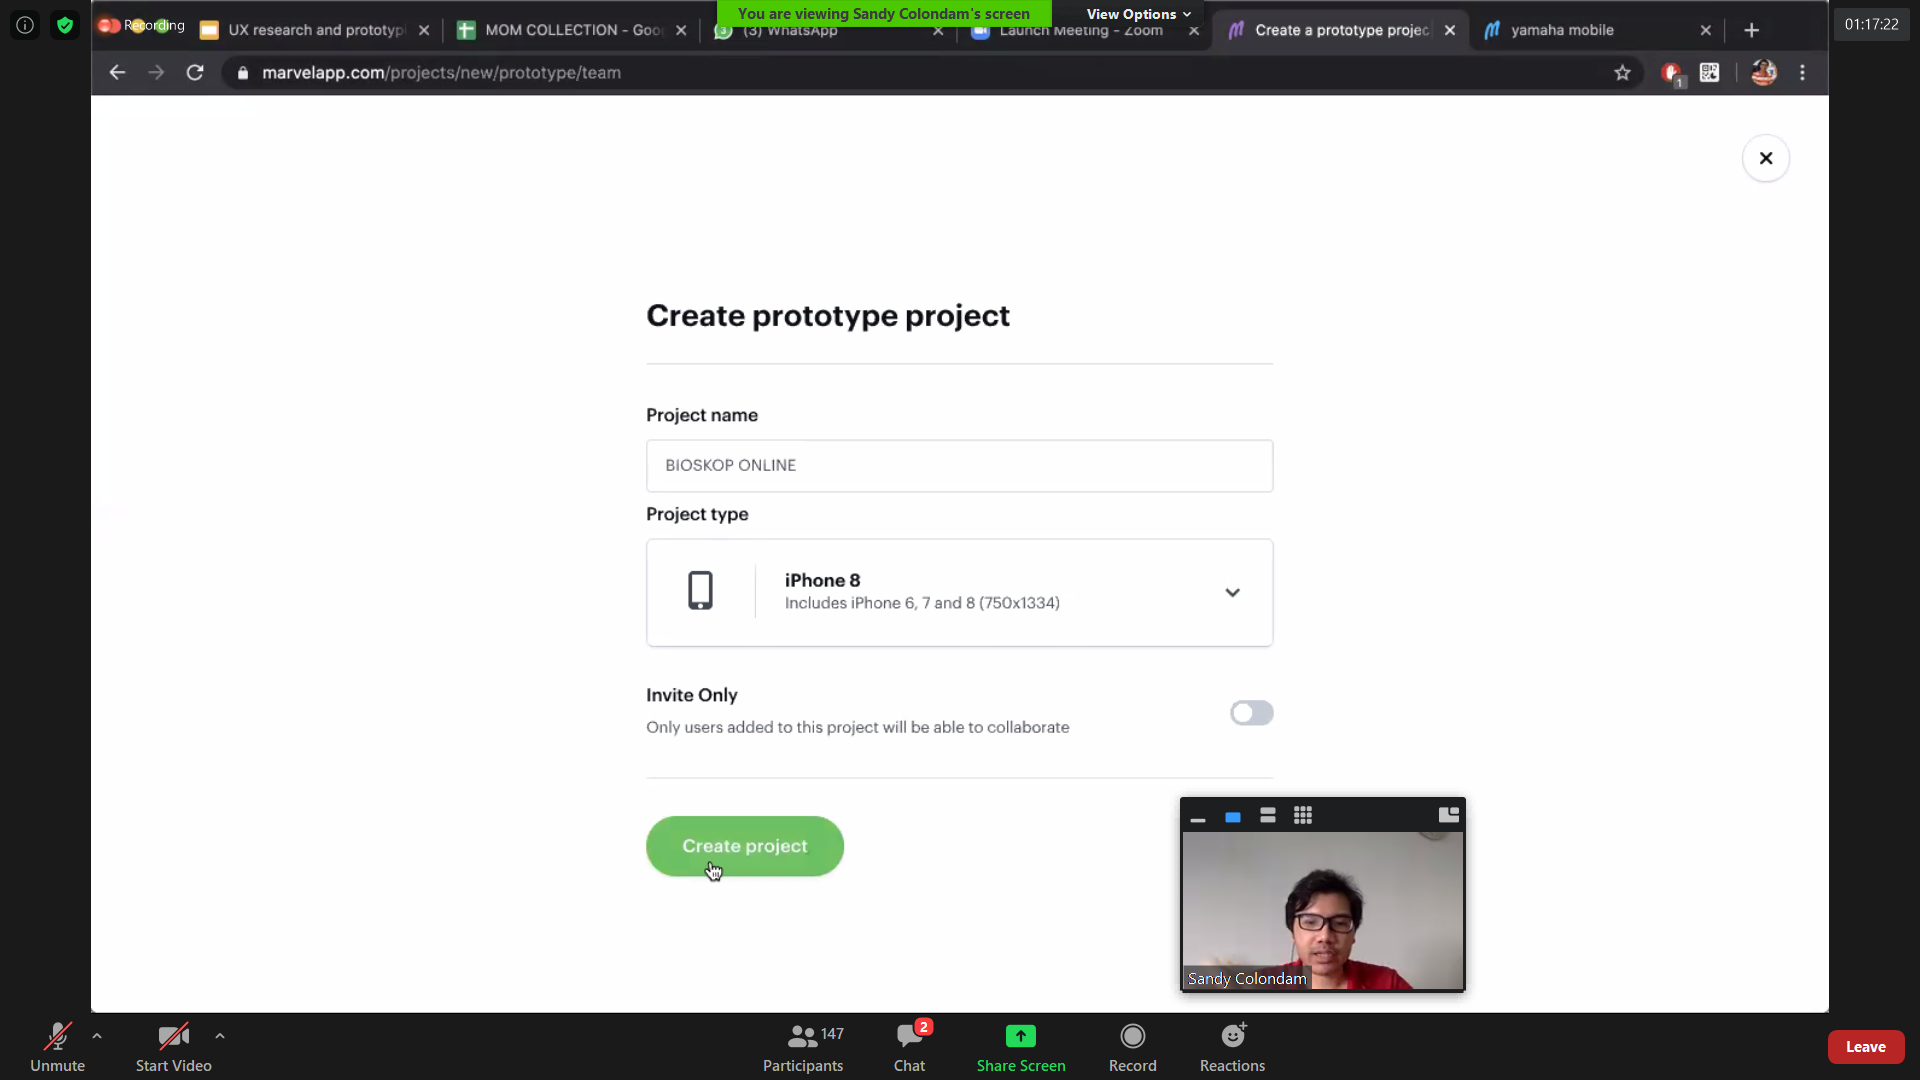 Recording
UX research and prototyp
MOM COLLECTION - Goo
(3) WhatsApp
Launch Meeting - Zoom
Create a prototype projec
yamaha mobile
You are viewing Sandy Colondam's screen
View Options
01:17:22
marvelapp.com/projects/new/prototype/team
1
Create prototype project
Project name
BIOSKOP ONLINE
Project type
iPhone 8
Includes iPhone 6, 7 and 8 (750x1334)
Invite Only
Only users added to this project will be able to collaborate
Create project
Sandy Colondam
Unmute
Start Video
147
Participants
2
Chat
Share Screen
Record
Reactions
Leave